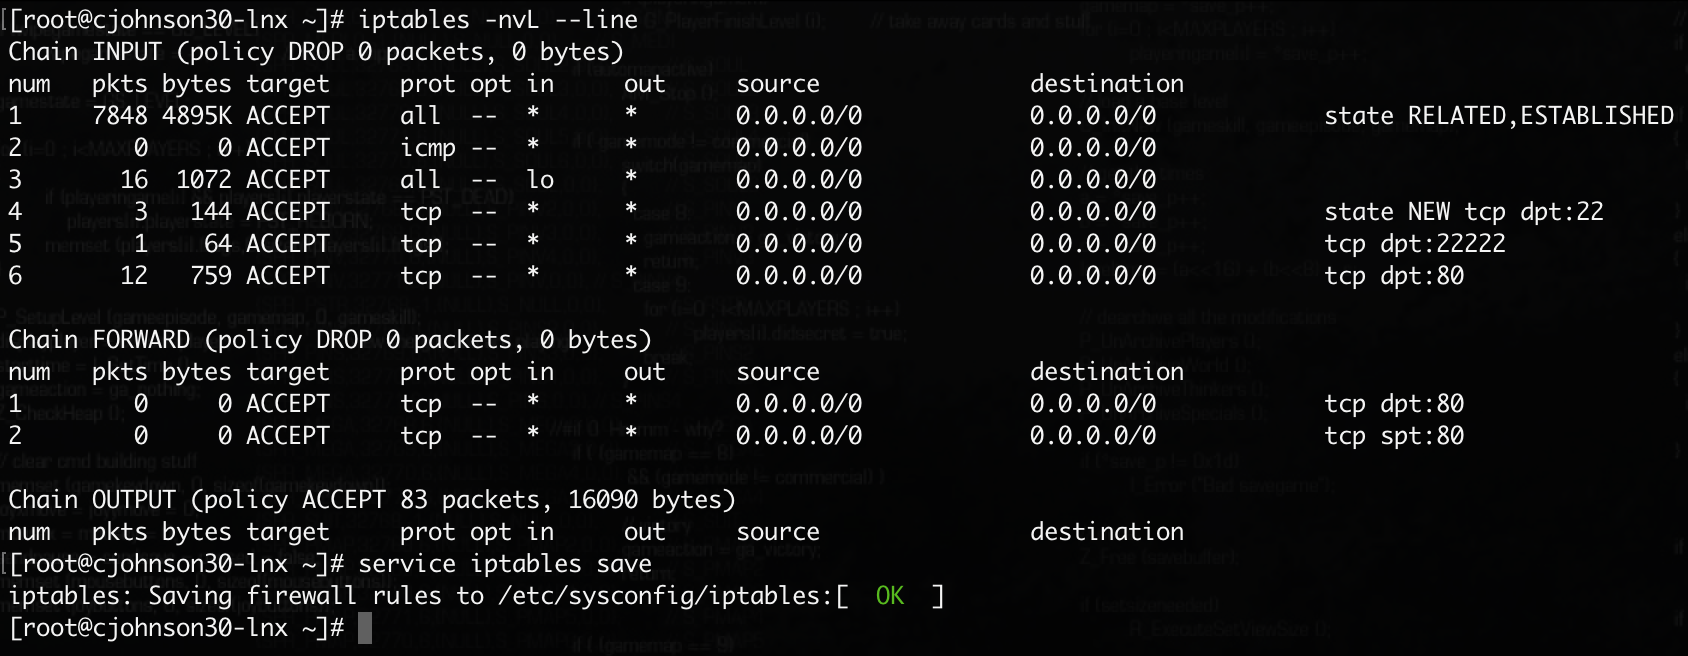 [[root@cjohnson30-lnx ~]# iptables -nvL --line
Chain INPUT (policy DROP 0 packets, 0 bytes)
num   pkts bytes target     prot opt in     out     source               destination
1     7848 4895K ACCEPT     all  --  *      *       0.0.0.0/0            0.0.0.0/0            state RELATED,ESTABLISHED
2        0     0 ACCEPT     icmp --  *      *       0.0.0.0/0            0.0.0.0/0
3       16  1072 ACCEPT     all  --  lo     *       0.0.0.0/0            0.0.0.0/0
4        3   144 ACCEPT     tcp  --  *      *       0.0.0.0/0            0.0.0.0/0            state NEW tcp dpt:22
5        1    64 ACCEPT     tcp  --  *      *       0.0.0.0/0            0.0.0.0/0            tcp dpt:22222
6       12   759 ACCEPT     tcp  --  *      *       0.0.0.0/0            0.0.0.0/0            tcp dpt:80
Chain FORWARD (policy DROP 0 packets, 0 bytes)
num   pkts bytes target     prot opt in     out     source               destination
1        0     0 ACCEPT     tcp  --  *      *       0.0.0.0/0            0.0.0.0/0            tcp dpt:80
2        0     0 ACCEPT     tcp  --  *      *       0.0.0.0/0            0.0.0.0/0            tcp spt:80
Chain OUTPUT (policy ACCEPT 83 packets, 16090 bytes)
num   pkts bytes target     prot opt in     out     source               destination
[[root@cjohnson30-lnx ~]# service iptables save
iptables: Saving firewall rules to /etc/sysconfig/iptables:[  OK  ]
[root@cjohnson30-lnx ~]#